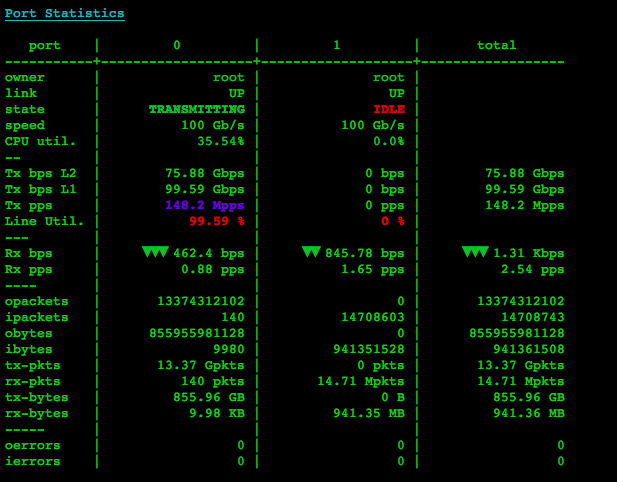 Port Statistics
port | 0 | 1 | total
-----------+-------------------+-------------------+------------------
owner | root | root |
link | UP | UP |
state | TRANSMITTING | IDLE |
speed | 100 Gb/s | 100 Gb/s |
CPU util. | 35.54% | 0.0% |
-- | | |
Tx bps L2 | 75.88 Gbps | 0 bps | 75.88 Gbps
Tx bps L1 | 99.59 Gbps | 0 bps | 99.59 Gbps
Tx pps | 148.2 Mpps | 0 pps | 148.2 Mpps
Line Util. | 99.59 % | 0 % |
--- | | |
Rx bps | ▼▼▼ 462.4 bps | ▼▼ 845.78 bps | ▼▼▼ 1.31 Kbps
Rx pps | 0.88 pps | 1.65 pps | 2.54 pps
---- | | |
opackets | 13374312102 | 0 | 13374312102
ipackets | 140 | 14708603 | 14708743
obytes | 855955981128 | 0 | 855955981128
ibytes | 9980 | 941351528 | 941361508
tx-pkts | 13.37 Gpkts | 0 pkts | 13.37 Gpkts
rx-pkts | 140 pkts | 14.71 Mpkts | 14.71 Mpkts
tx-bytes | 855.96 GB | 0 B | 855.96 GB
rx-bytes | 9.98 KB | 941.35 MB | 941.36 MB
----- | | |
oerrors | 0 | 0 | 0
ierrors | 0 | 0 | 0